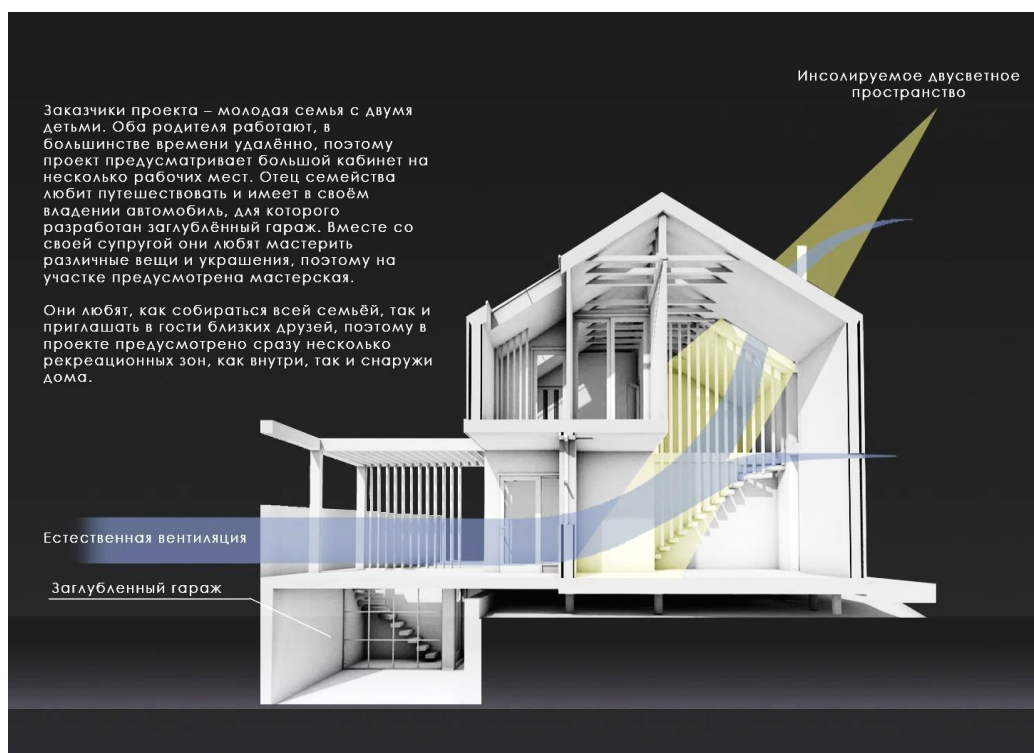 Инсолируемое двусветное
пространство
Заказчики проекта – молодая семья с двумя
детьми. Оба родителя работают, в
большинстве времени удалённо, поэтому
проект предусматривает большой кабинет на
несколько рабочих мест. Отец семейства
любит путешествовать и имеет в своём
владении автомобиль, для которого
разработан заглублённый гараж. Вместе со
своей супругой они любят мастерить
различные вещи и украшения, поэтому на
участке предусмотрена мастерская.
Они любят, как собираться всей семьёй, так и
приглашать в гости близких друзей, поэтому в
проекте предусмотрено сразу несколько
рекреационных зон, как внутри, так и снаружи
дома.
Естественная вентиляция
Заглубленный гараж